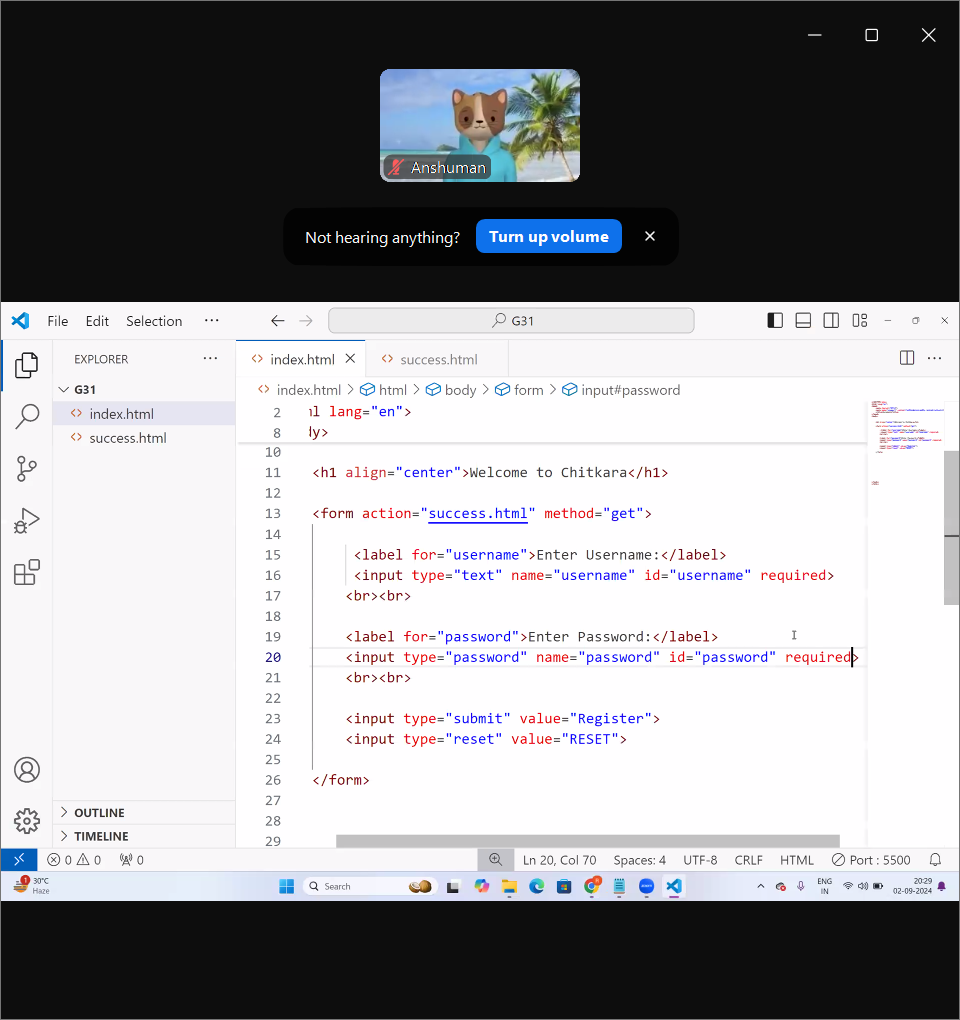 Anshuman
Not hearing anything? Turn up volume
File Edit Selection ··· G31
EXPLORER ···
G31
index.html
success.html
OUTLINE
TIMELINE
index.html success.html
index.html > html > body > form > input#password
2 nl lang="en">
8 dy>
10
11 <h1 align="center">Welcome to Chitkara</h1>
12
13 <form action="success.html" method="get">
14
15 <label for="username">Enter Username:</label>
16 <input type="text" name="username" id="username" required>
17 <br><br>
18
19 <label for="password">Enter Password:</label>
20 <input type="password" name="password" id="password" required>
21 <br><br>
22
23 <input type="submit" value="Register">
24 <input type="reset" value="RESET">
25
26 </form>
27
28
29
0 0 0 Ln 20, Col 70 Spaces: 4 UTF-8 CRLF HTML Port : 5500
1 30°C
Haze
Search
ENG
IN
20:29
02-09-2024